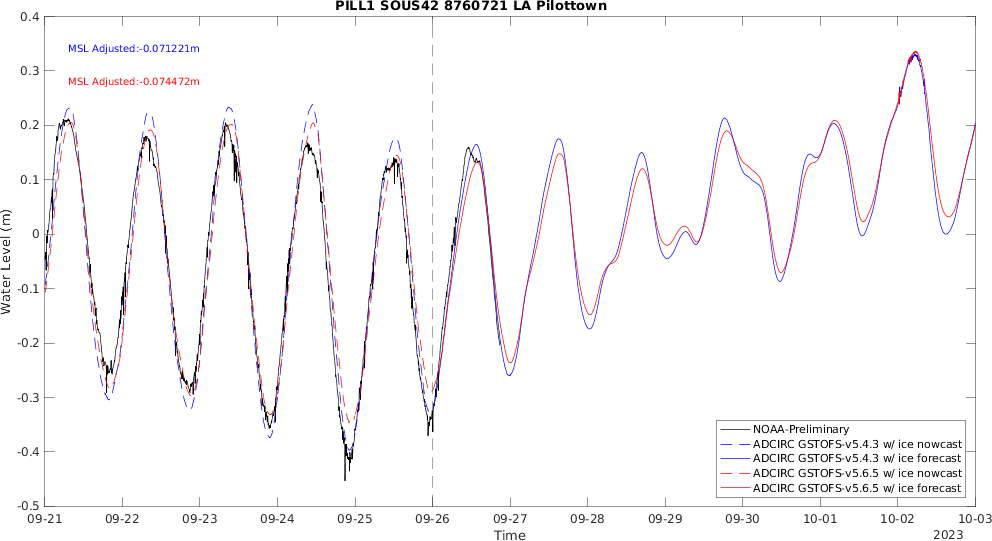 PILL1 SOUS42 8760721 LA Pilottown
MSL Adjusted:-0.071221m
MSL Adjusted:-0.074472m
Water Level (m)
0.4
0.3
0.2
0.1
0
-0.1
-0.2
-0.3
-0.4
-0.5
NOAA-Preliminary
ADCIRC GSTOFS-v5.4.3 w/ ice nowcast
ADCIRC GSTOFS-v5.4.3 w/ ice forecast
ADCIRC GSTOFS-v5.6.5 w/ ice nowcast
ADCIRC GSTOFS-v5.6.5 w/ ice forecast
09-21 09-22 09-23 09-24 09-25 09-26 09-27 09-28 09-29 09-30 10-01 10-02 10-03
Time
2023